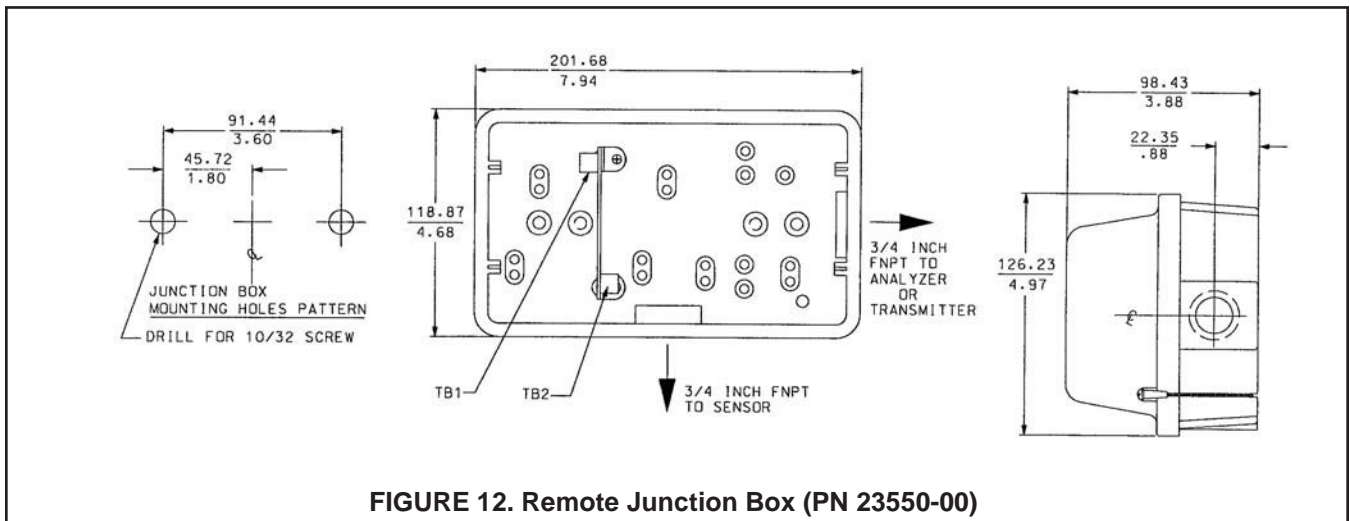 91.44
3.60
45.72
1.80
JUNCTION BOX
MOUNTING HOLES PATTERN
DRILL FOR 10/32 SCREW
201.68
7.94
118.87
4.68
TB1
TB2
3/4 INCH FNPT
TO SENSOR
3/4 INCH
FNPT TO
ANALYZER
OR
TRANSMITTER
98.43
3.88
22.35
.88
126.23
4.97
FIGURE 12. Remote Junction Box (PN 23550-00)